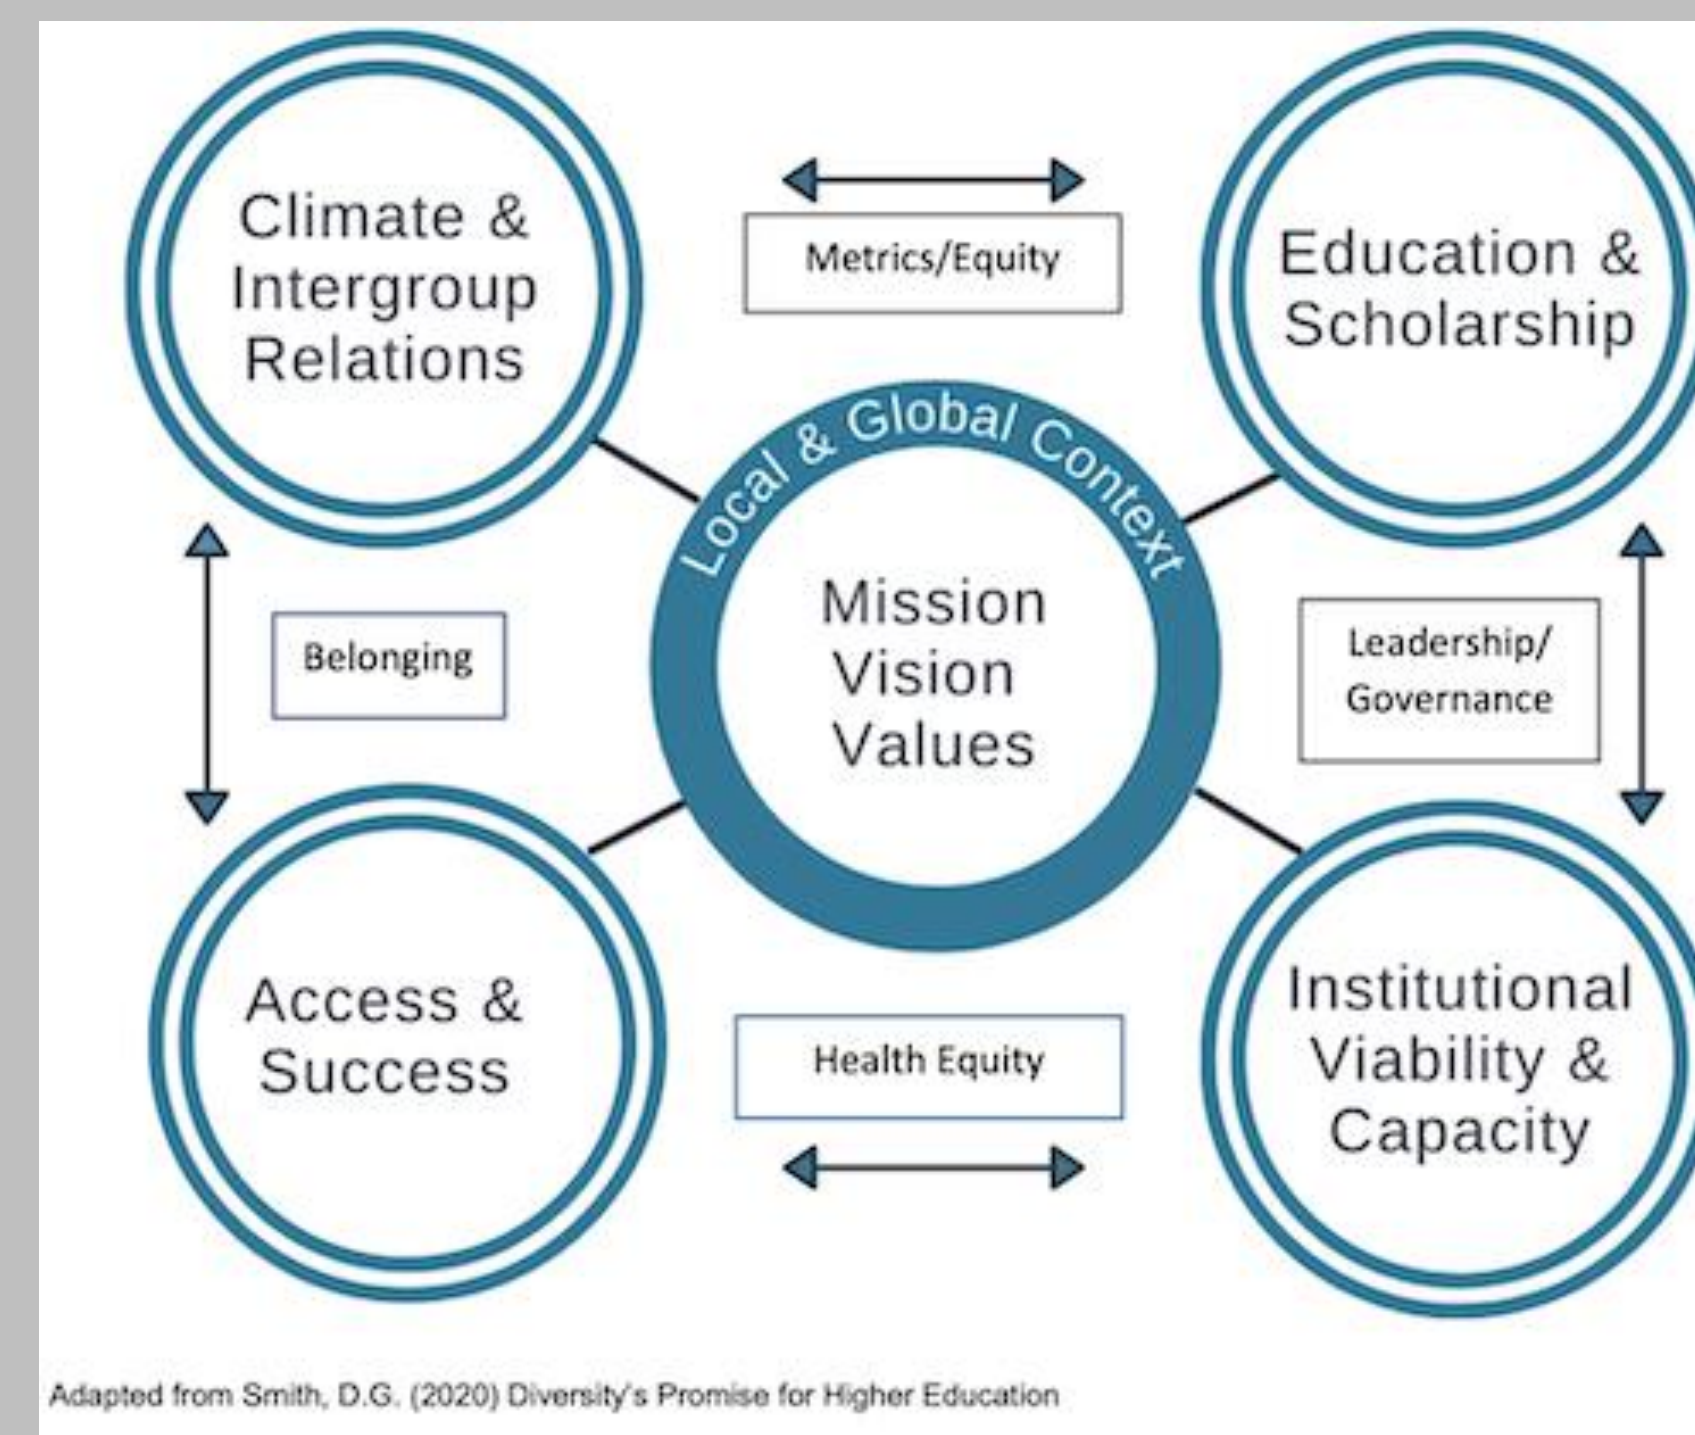 Climate &
Intergroup
Relations
Metrics/Equity
Education &
Scholarship
Local & Global Context
Mission
Vision
Values
Belonging
Leadership/
Governance
Access &
Success
Health Equity
Institutional
Viability &
Capacity
Adapted from Smith, D.G. (2020) Diversity's Promise for Higher Education